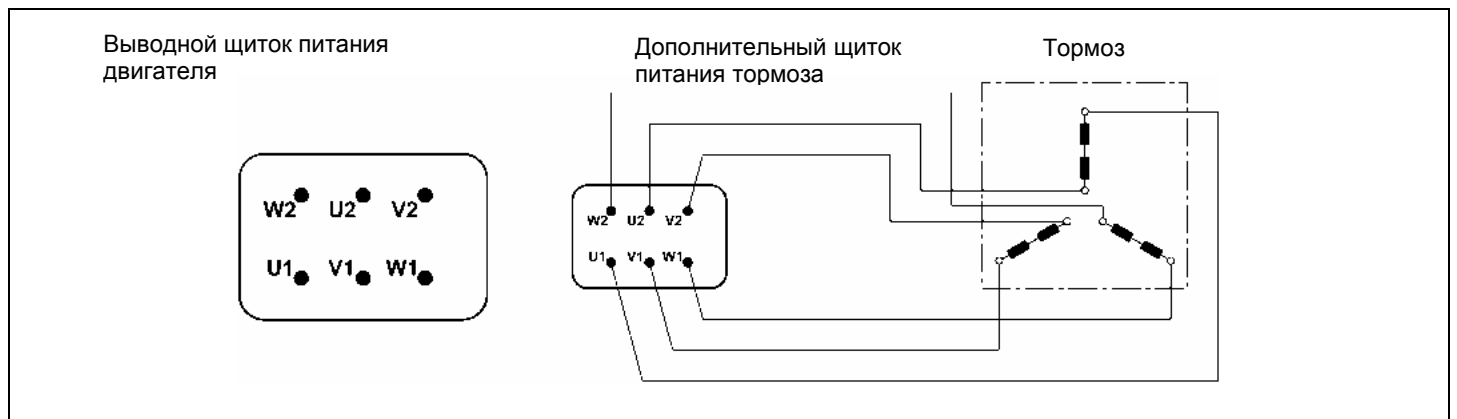 Выводной щиток питания
двигателя
Дополнительный щиток
питания тормоза
Тормоз
W2 U2 V2
U1 V1 W1
W2 U2 V2
U1 V1 W1